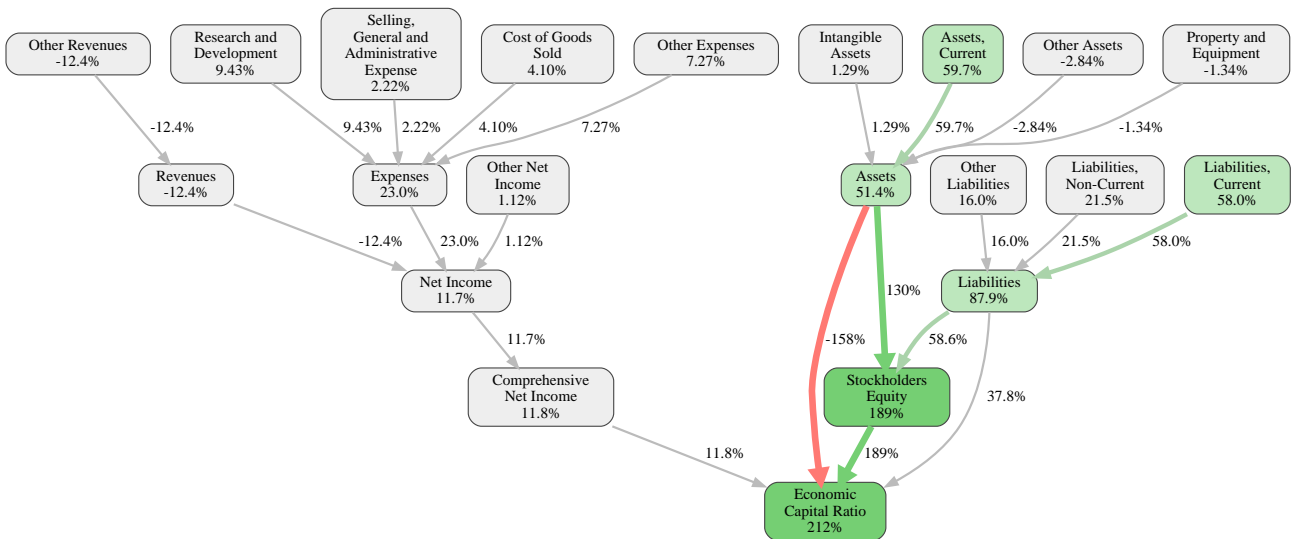 Other Revenues
-12.4%
Research and
Development
9.43%
Selling,
General and
Administrative
Expense
2.22%
Cost of Goods
Sold
4.10%
Other Expenses
7.27%
Intangible
Assets
1.29%
Assets,
Current
59.7%
Other Assets
-2.84%
Property and
Equipment
-1.34%
-12.4%
9.43%
2.22%
4.10%
7.27%
1.29%
59.7%
-2.84%
-1.34%
Revenues
-12.4%
Expenses
23.0%
Other Net
Income
1.12%
Assets
51.4%
Other
Liabilities
16.0%
Liabilities,
Non-Current
21.5%
Liabilities,
Current
58.0%
-12.4%
23.0%
1.12%
16.0%
21.5%
58.0%
Net Income
11.7%
130%
Liabilities
87.9%
11.7%
-158%
58.6%
Comprehensive
Net Income
11.8%
Stockholders
Equity
189%
37.8%
11.8%
189%
Economic
Capital Ratio
212%